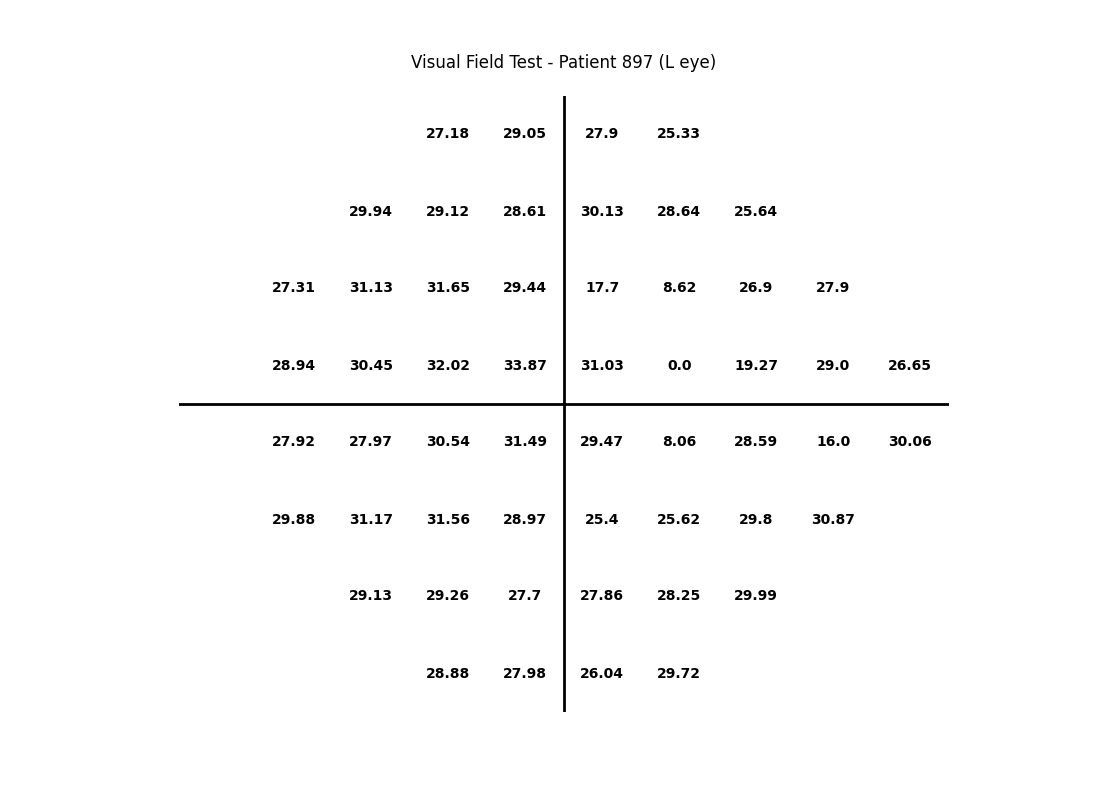 Visual Field Test - Patient 897 (L eye)
27.18 29.05 27.9 25.33
29.94 29.12 28.61 30.13 28.64 25.64
27.31 31.13 31.65 29.44 17.7 8.62 26.9 27.9
28.94 30.45 32.02 33.87 31.03 0.0 19.27 29.0 26.65
27.92 27.97 30.54 31.49 29.47 8.06 28.59 16.0 30.06
29.88 31.17 31.56 28.97 25.4 25.62 29.8 30.87
29.13 29.26 27.7 27.86 28.25 29.99
28.88 27.98 26.04 29.72